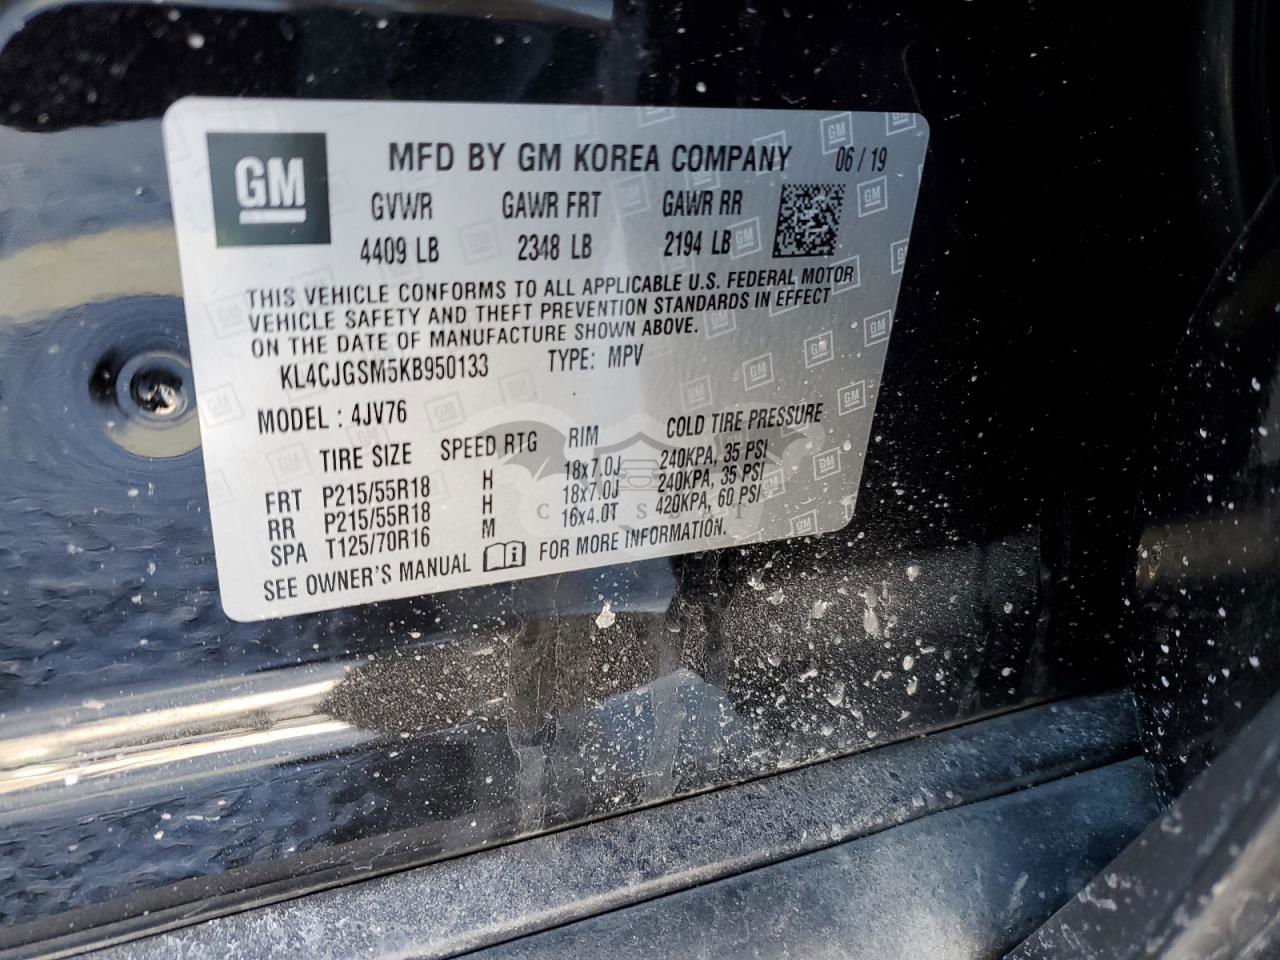 GM MFD BY GM KOREA COMPANY 06 / 19
GVWR GAWR FRT GAWR RR
4409 LB 2348 LB 2194 LB
THIS VEHICLE CONFORMS TO ALL APPLICABLE U.S. FEDERAL MOTOR
VEHICLE SAFETY AND THEFT PREVENTION STANDARDS IN EFFECT
ON THE DATE OF MANUFACTURE SHOWN ABOVE.
KL4CJGSM5KB950133 TYPE: MPV
MODEL : 4JV76
TIRE SIZE SPEED RTG RIM COLD TIRE PRESSURE
FRT P215/55R18 H 18x7.0J 240KPA, 35 PSI
RR P215/55R18 H 18x7.0J 240KPA, 35 PSI
SPA T125/70R16 M 16x4.0T 420KPA, 60 PSI
SEE OWNER'S MANUAL FOR MORE INFORMATION.